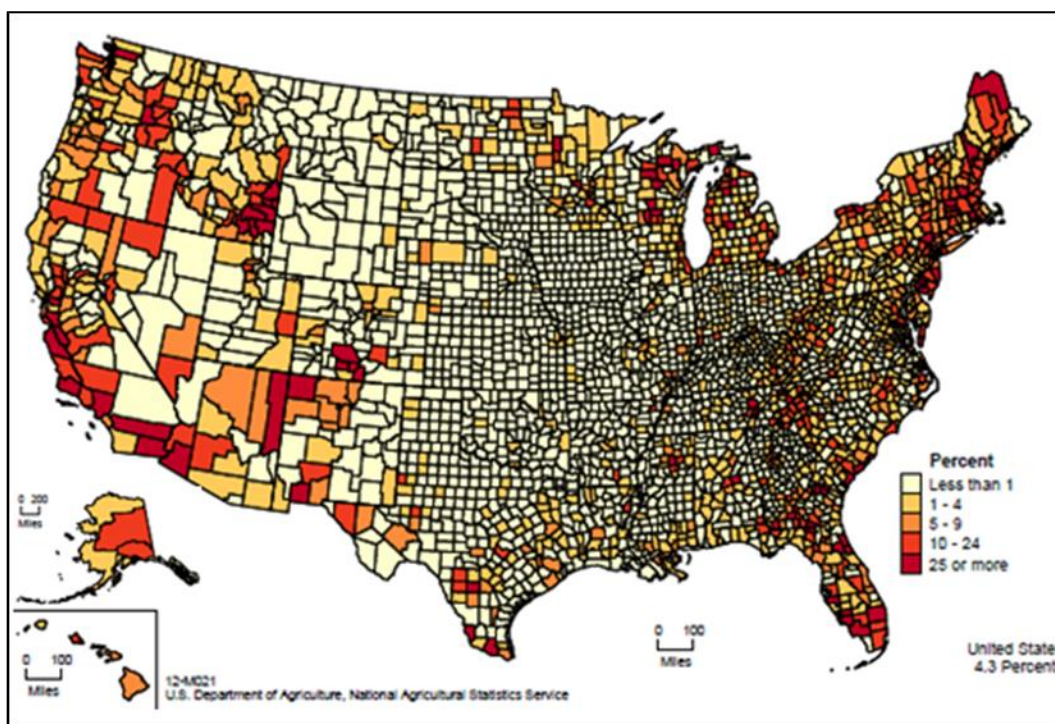 Percent
Less than 1
1 - 4
5 - 9
10 - 24
25 or more
0 200
Miles
0 100
Miles
0 100
Miles
United State
4.3 Percent
12-M021
U.S. Department of Agriculture, National Agricultural Statistics Service